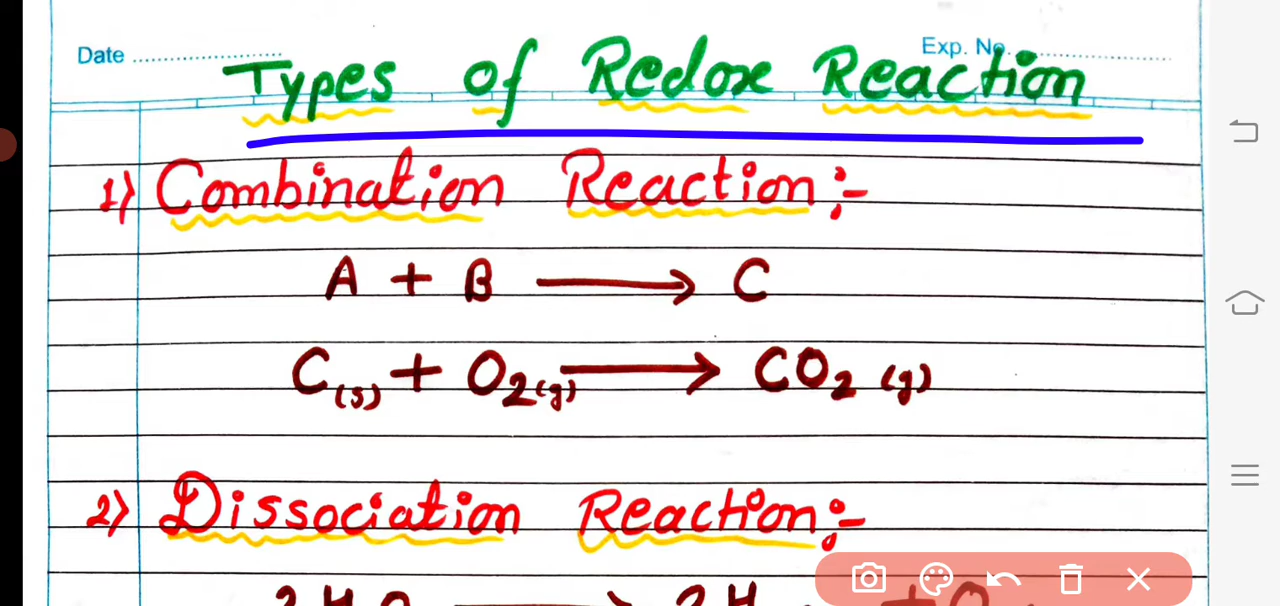 Date ........................ Exp. No. ........................
Types of Redox Reaction
1) Combination Reaction :-
A + B ⟶ C
C(s) + O₂(g) ⟶ CO₂ (g)
2) Dissociation Reaction :-